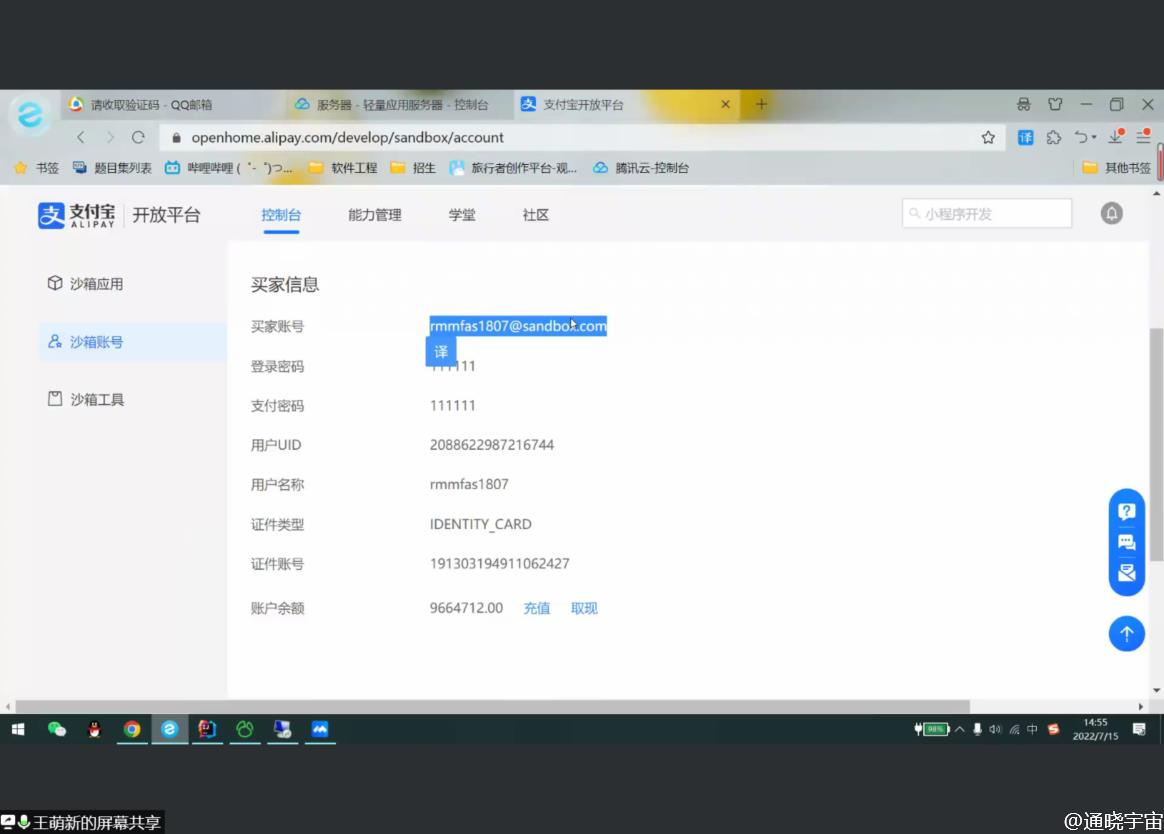 请收取验证码 - QQ邮箱
服务器 - 轻量应用服务器 - 控制台
支付宝开放平台
openhome.alipay.com/develop/sandbox/account
译
书签
题目集列表
哔哩哔哩 ( ゜- ゜)つ...
软件工程
招生
旅行者创作平台-观...
腾讯云-控制台
其他书签
支 支付宝 ALIPAY
开放平台
控制台
能力管理
学堂
社区
小程序开发
沙箱应用
沙箱账号
沙箱工具
买家信息
买家账号 rmmfas1807@sandbox.com
译
登录密码 111111
支付密码 111111
用户UID 2088622987216744
用户名称 rmmfas1807
证件类型 IDENTITY_CARD
证件账号 191303194911062427
账户余额 9664712.00 充值 取现
98%
中
14:55
2022/7/15
王萌新的屏幕共享
@通晓宇宙